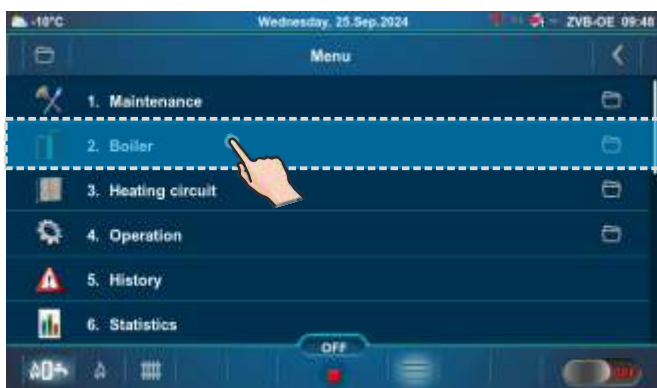 -10°C Wednesday, 25.Sep.2024 ZVB-OE 09:48
Menu
1. Maintenance
2. Boiler
3. Heating circuit
4. Operation
5. History
6. Statistics
OFF
OFF